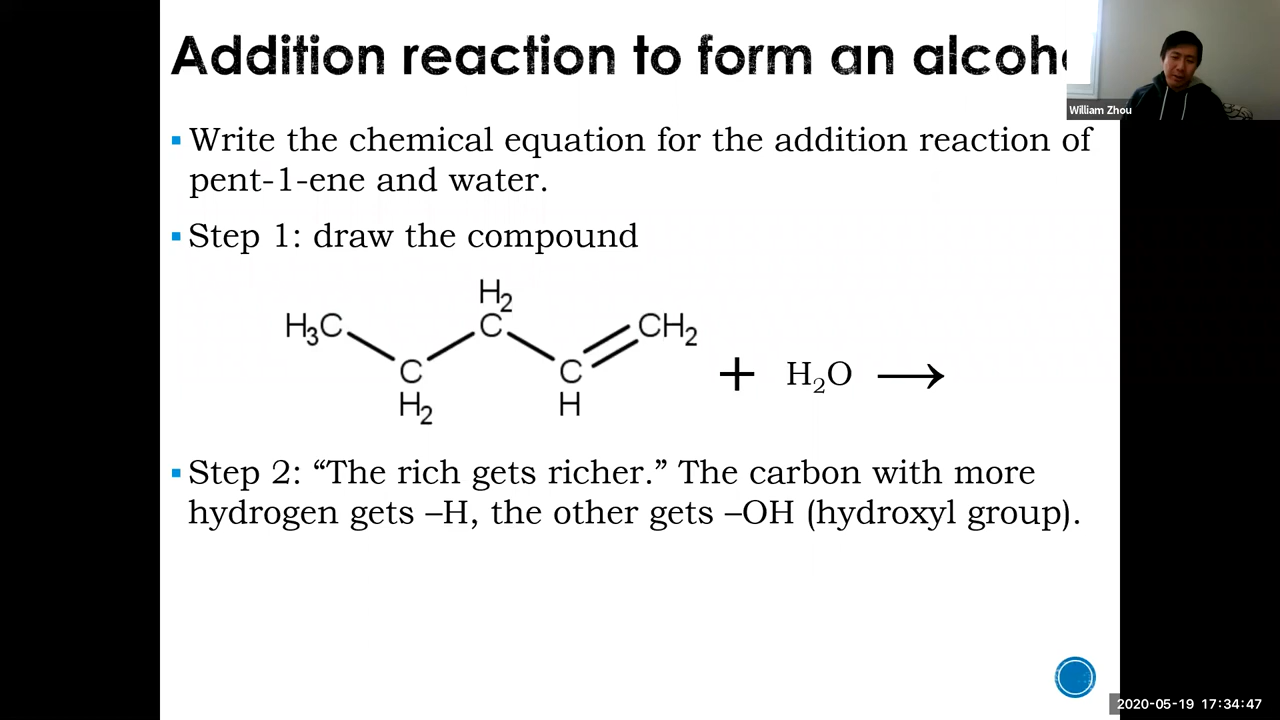 Addition reaction to form an
William Zhou
▪ Write the chemical equation for the addition reaction of
pent-1-ene and water.
▪ Step 1: draw the compound
H₂
H₃C C CH₂
C C + H₂O ⟶
H₂ H
▪ Step 2: “The rich gets richer.” The carbon with more
hydrogen gets –H, the other gets –OH (hydroxyl group).
2020-05-19 17:34:47